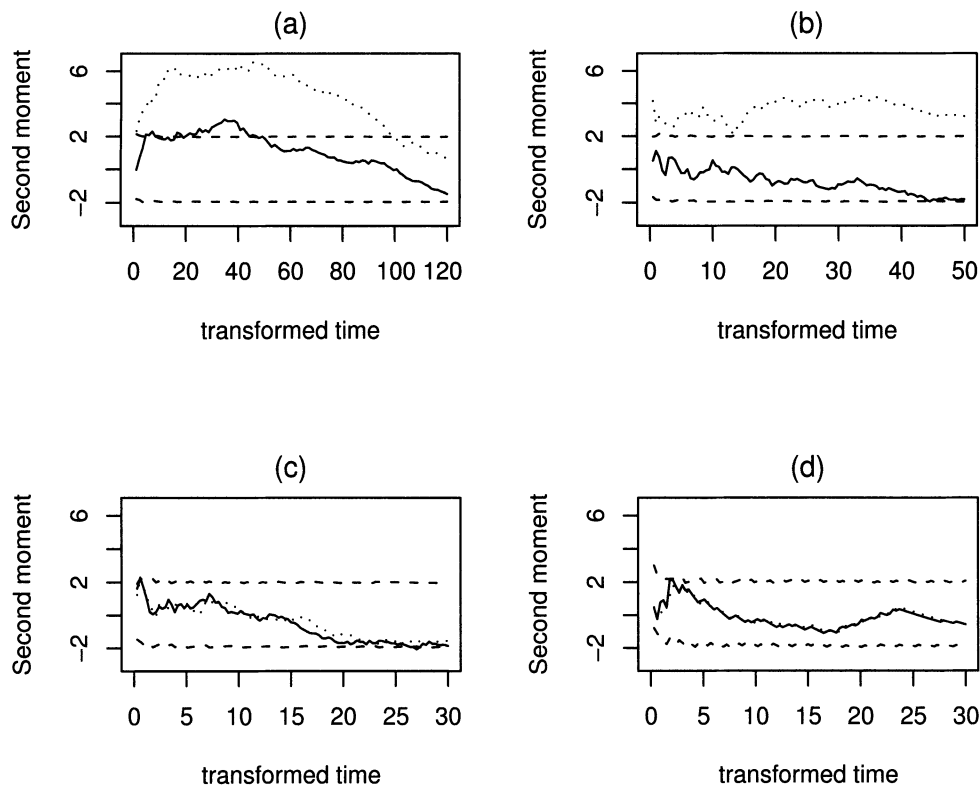 (a)
Second moment
6
2
−2
0 20 40 60 80 100 120
transformed time
(b)
Second moment
6
2
−2
0 10 20 30 40 50
transformed time
(c)
Second moment
6
2
−2
0 5 10 15 20 25 30
transformed time
(d)
Second moment
6
2
−2
0 5 10 15 20 25 30
transformed time